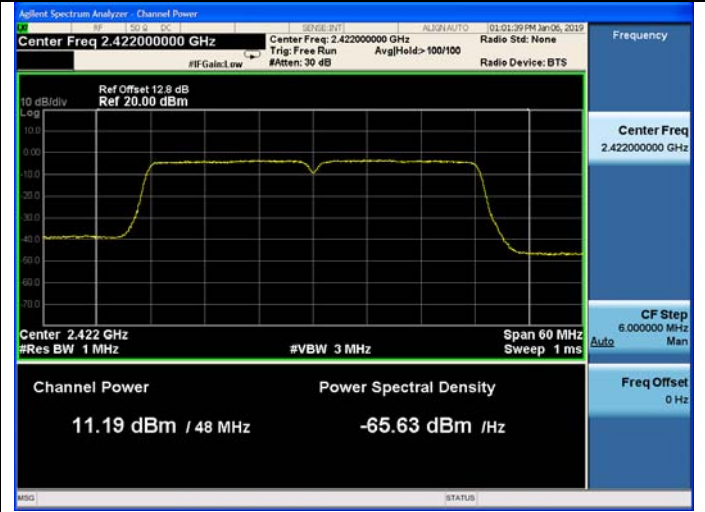 Agilent Spectrum Analyzer - Channel Power
LXI RF 50 Ω DC SENSE:INT ALIGN AUTO 01:01:39 PM Jan 06, 2019
Center Freq 2.422000000 GHz
Center Freq: 2.422000000 GHz
Radio Std: None
Trig: Free Run Avg|Hold:> 100/100
#IFGain:Low #Atten: 30 dB Radio Device: BTS
Ref Offset 12.8 dB
10 dB/div Ref 20.00 dBm
Log
10.0
0.00
-10.0
-20.0
-30.0
-40.0
-50.0
-60.0
-70.0
Center 2.422 GHz Span 60 MHz
#Res BW 1 MHz #VBW 3 MHz Sweep 1 ms
Channel Power
Power Spectral Density
11.19 dBm / 48 MHz
-65.63 dBm /Hz
MSG STATUS
Frequency
Center Freq
2.422000000 GHz
CF Step
6.000000 MHz
Auto Man
Freq Offset
0 Hz